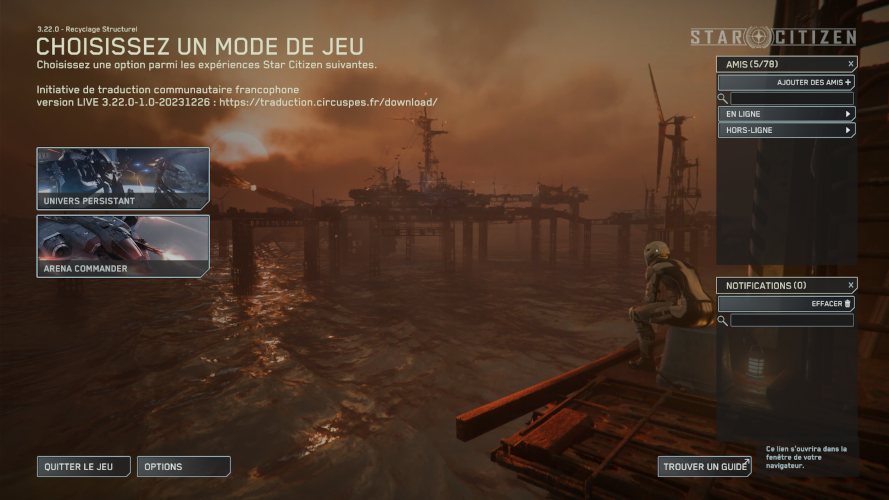 3.22.0 - Recyclage Structurel
CHOISISSEZ UN MODE DE JEU
Choisissez une option parmi les expériences Star Citizen suivantes.
Initiative de traduction communautaire francophone
version LIVE 3.22.0-1.0-20231226 : https://traduction.circuspes.fr/download/
UNIVERS PERSISTANT
ARENA COMMANDER
QUITTER LE JEU
OPTIONS
STAR CITIZEN
AMIS (5/78) X
AJOUTER DES AMIS +
EN LIGNE
HORS-LIGNE
NOTIFICATIONS (0) X
EFFACER
TROUVER UN GUIDE
Ce lien s'ouvrira dans la
fenêtre de votre
navigateur.